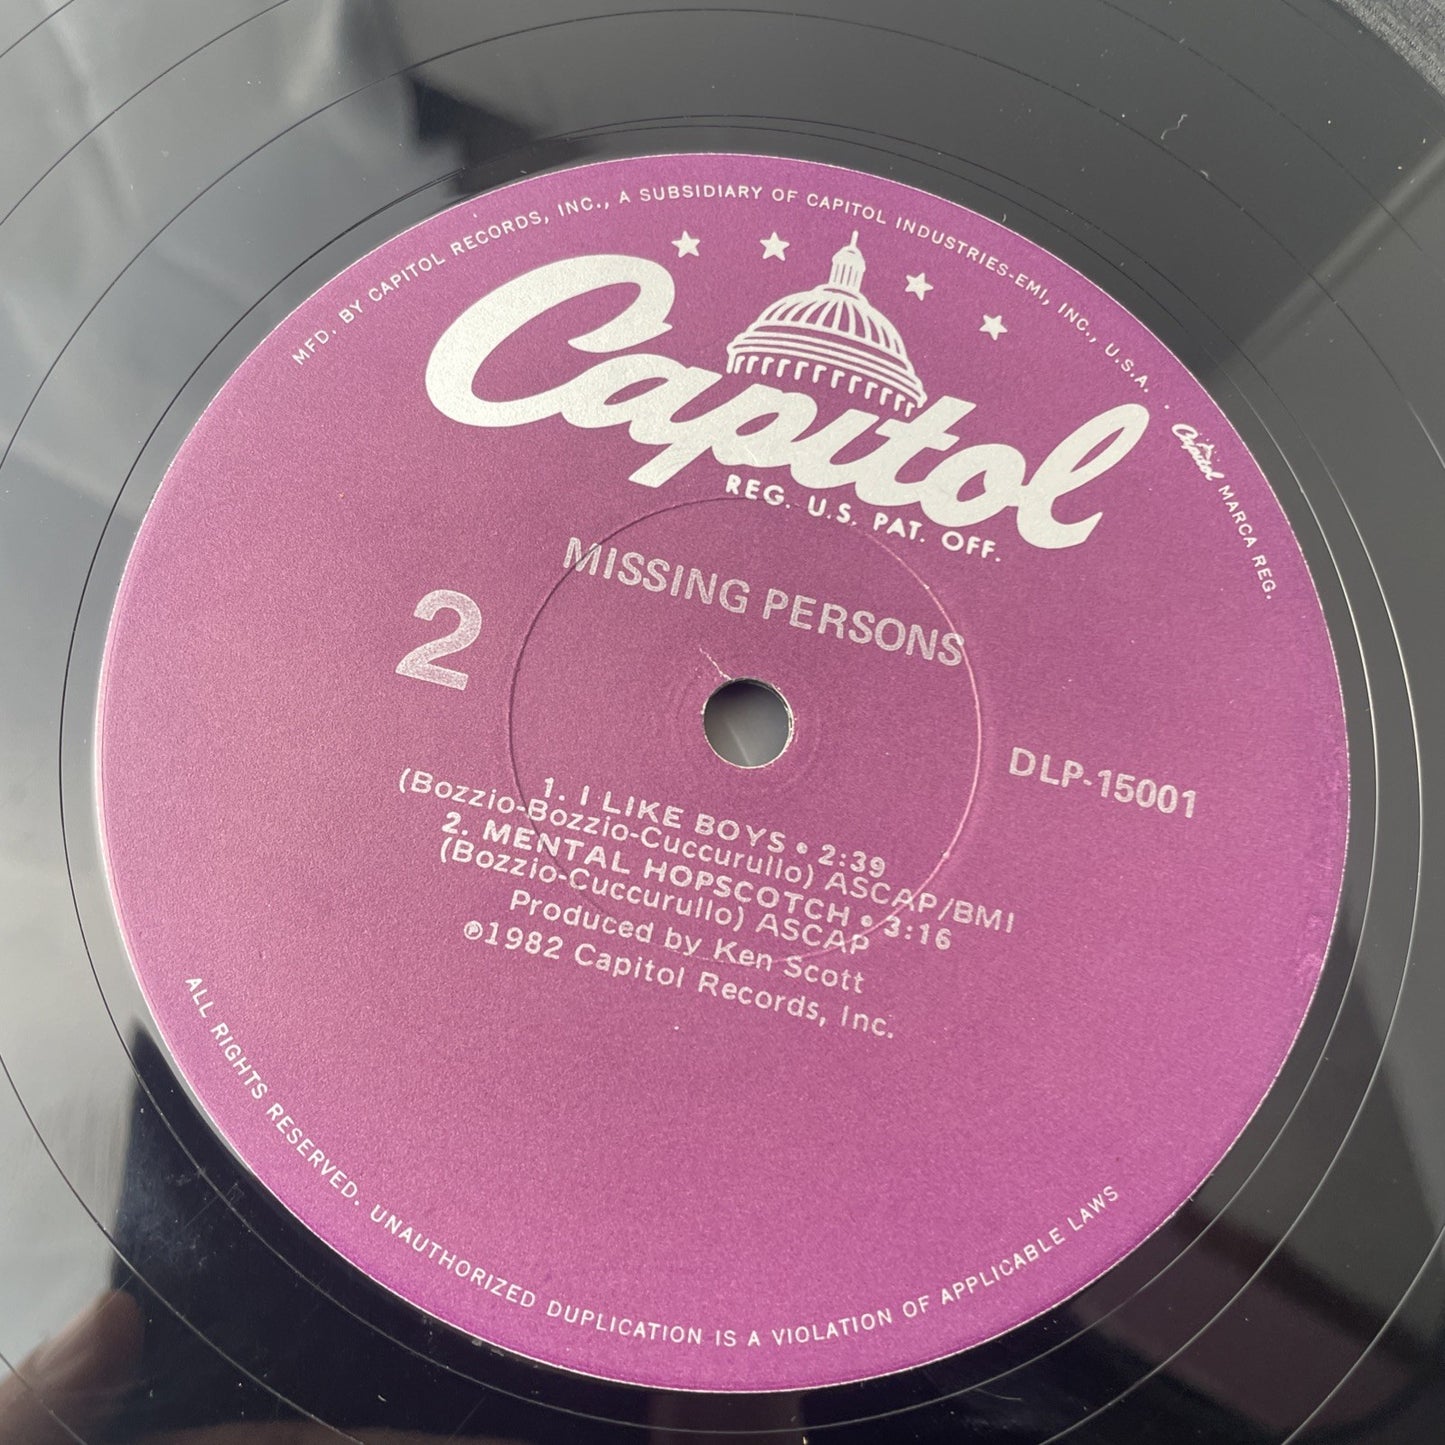 MFD. BY CAPITOL RECORDS, INC., A SUBSIDIARY OF CAPITOL INDUSTRIES-EMI, INC., U.S.A. . Capitol MARCA REG.
Capitol
REG. U.S. PAT. OFF.
MISSING PERSONS
2
DLP-15001
1. I LIKE BOYS • 2:39
(Bozzio-Bozzio-Cuccurullo) ASCAP/BMI
2. MENTAL HOPSCOTCH • 3:16
(Bozzio-Cuccurullo) ASCAP
Produced by Ken Scott
℗1982 Capitol Records, Inc.
ALL RIGHTS RESERVED. UNAUTHORIZED DUPLICATION IS A VIOLATION OF APPLICABLE LAWS